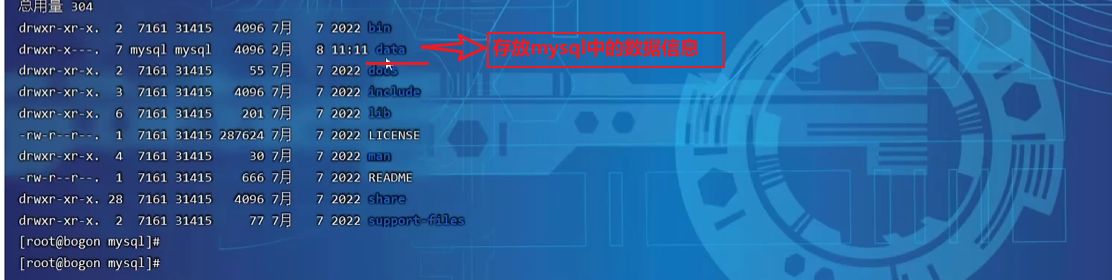 总用量 304
drwxr-xr-x. 2 7161 31415 4096 7月 7 2022 bin
drwxr-x---. 7 mysql mysql 4096 2月 8 11:11 data
存放mysql中的数据信息
drwxr-xr-x. 2 7161 31415 55 7月 7 2022 docs
drwxr-xr-x. 3 7161 31415 4096 7月 7 2022 include
drwxr-xr-x. 6 7161 31415 201 7月 7 2022 lib
-rw-r--r--. 1 7161 31415 287624 7月 7 2022 LICENSE
drwxr-xr-x. 4 7161 31415 30 7月 7 2022 man
-rw-r--r--. 1 7161 31415 666 7月 7 2022 README
drwxr-xr-x. 28 7161 31415 4096 7月 7 2022 share
drwxr-xr-x. 2 7161 31415 77 7月 7 2022 support-files
[root@bogon mysql]#
[root@bogon mysql]#